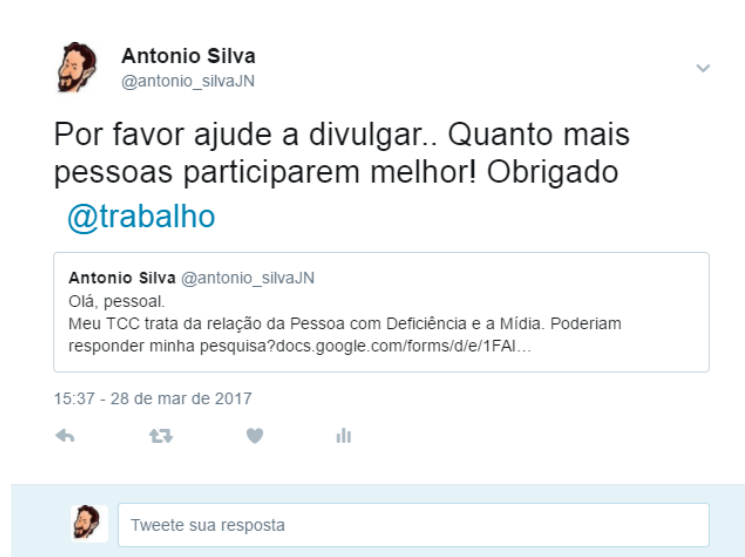 Antonio Silva
@antonio_silvaJN
Por favor ajude a divulgar.. Quanto mais
pessoas participarem melhor! Obrigado
@trabalho
Antonio Silva @antonio_silvaJN
Olá, pessoal.
Meu TCC trata da relação da Pessoa com Deficiência e a Mídia. Poderiam
responder minha pesquisa?docs.google.com/forms/d/e/1FAI...
15:37 - 28 de mar de 2017
Tweete sua resposta